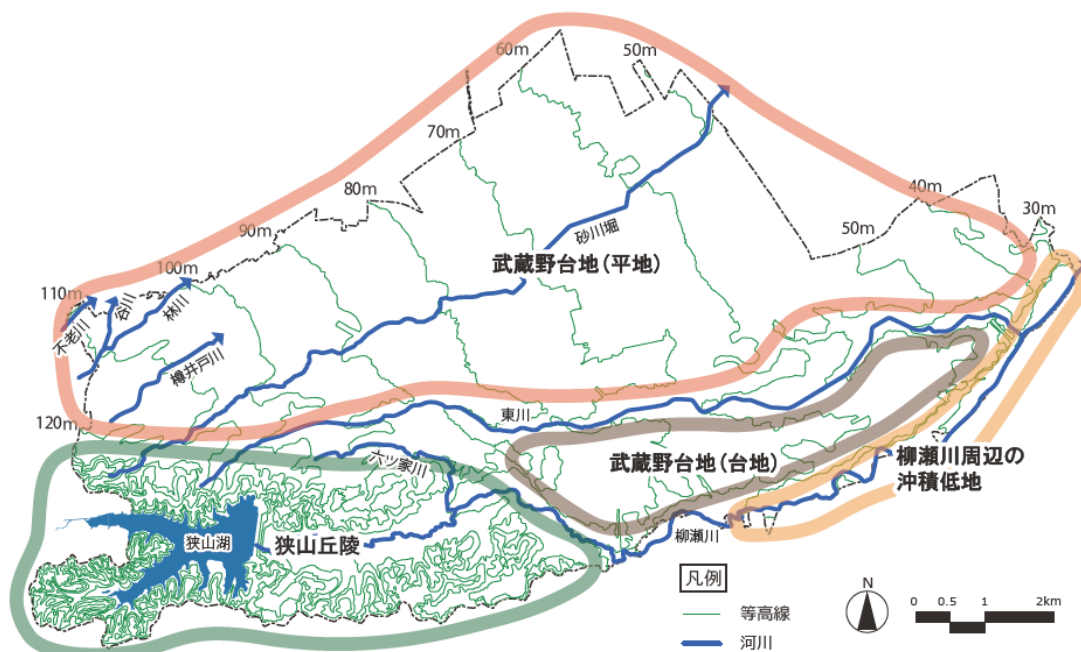 60m
50m
70m
40m
30m
80m
50m
90m
砂川堀
武蔵野台地(平地)
100m
110m
不老川
谷川
林川
樽井戸川
120m
東川
六ツ家川
武蔵野台地(台地)
柳瀬川周辺の
沖積低地
狭山湖
狭山丘陵
柳瀬川
凡例
等高線
河川
N
0 0.5 1 2km